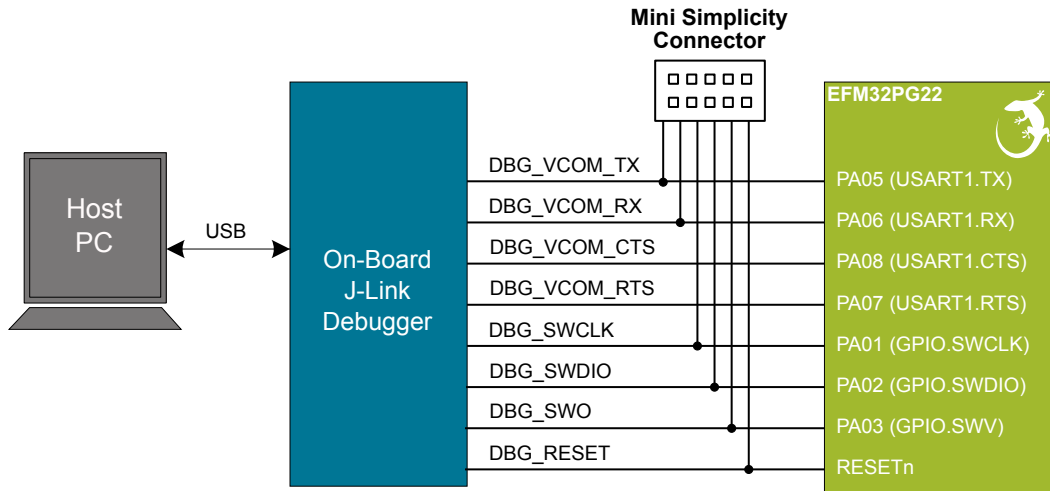 Mini Simplicity
Connector
EFM32PG22
Host
PC
USB
On-Board
J-Link
Debugger
DBG_VCOM_TX
PA05 (USART1.TX)
DBG_VCOM_RX
PA06 (USART1.RX)
DBG_VCOM_CTS
PA08 (USART1.CTS)
DBG_VCOM_RTS
PA07 (USART1.RTS)
DBG_SWCLK
PA01 (GPIO.SWCLK)
DBG_SWDIO
PA02 (GPIO.SWDIO)
DBG_SWO
PA03 (GPIO.SWV)
DBG_RESET
RESETn